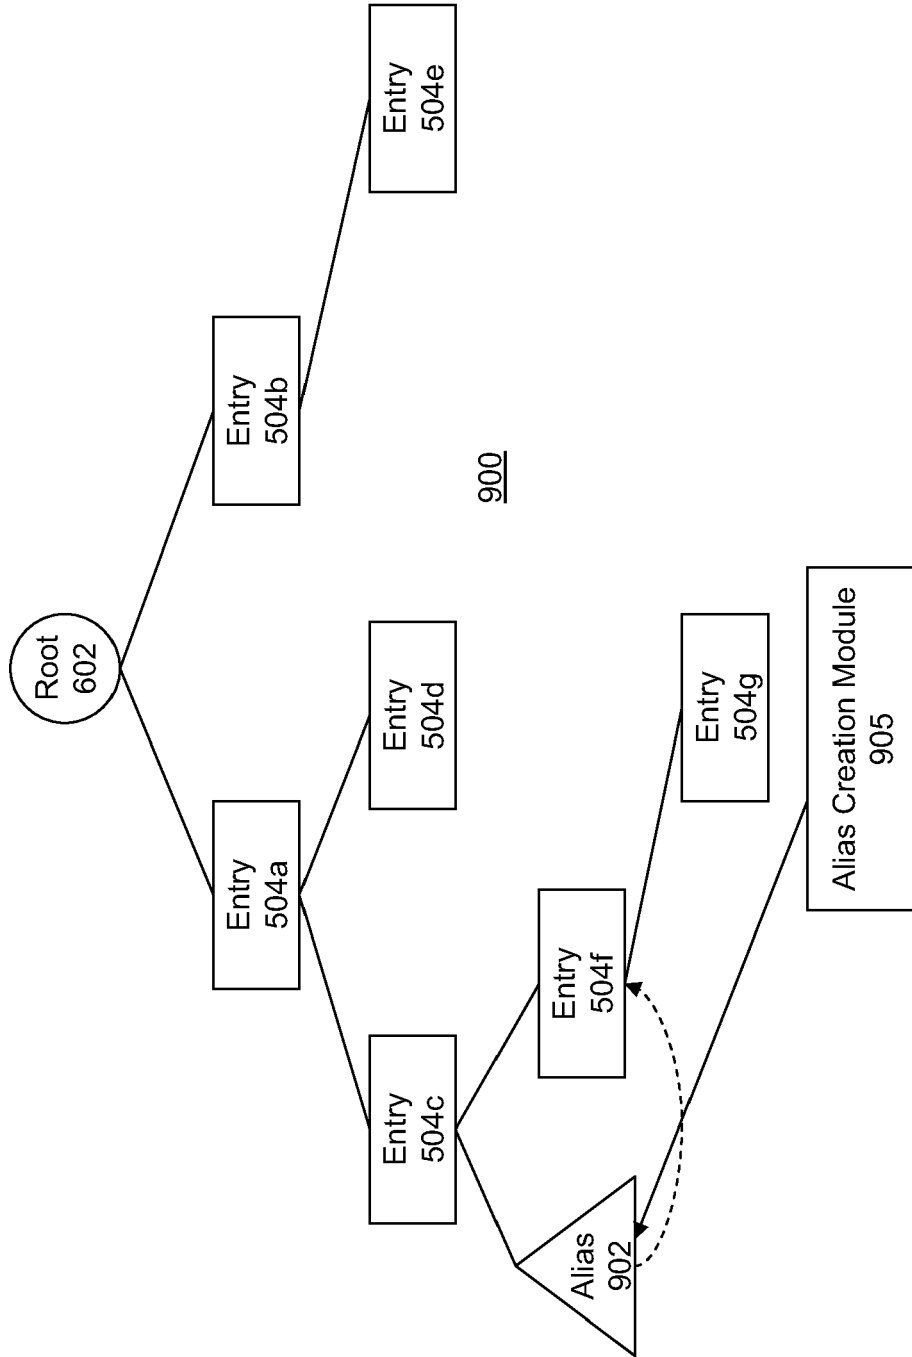 Root
602
Entry
504a
Entry
504b
Entry
504c
Entry
504d
Entry
504e
Alias
902
Entry
504f
Entry
504g
Alias Creation Module
905
900